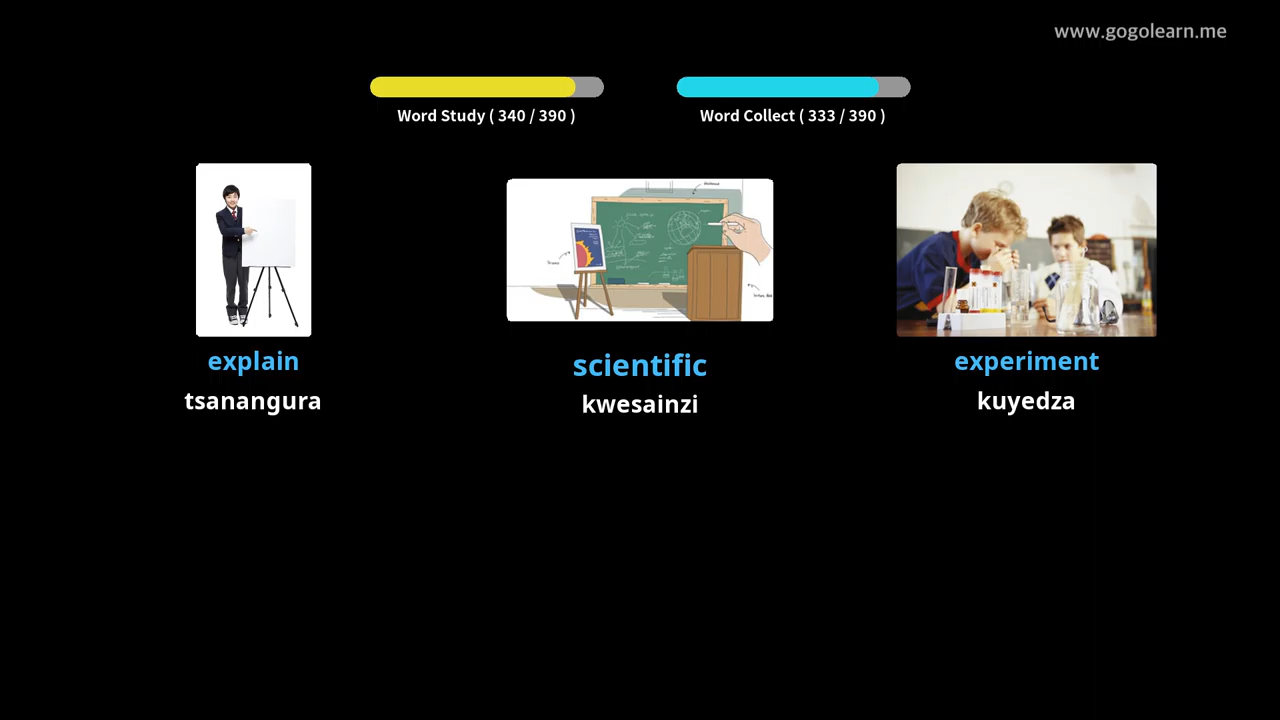 www.gogolearn.me
Word Study ( 340 / 390 )
Word Collect ( 333 / 390 )
explain
tsanangura
scientific
kwesainzi
experiment
kuyedza